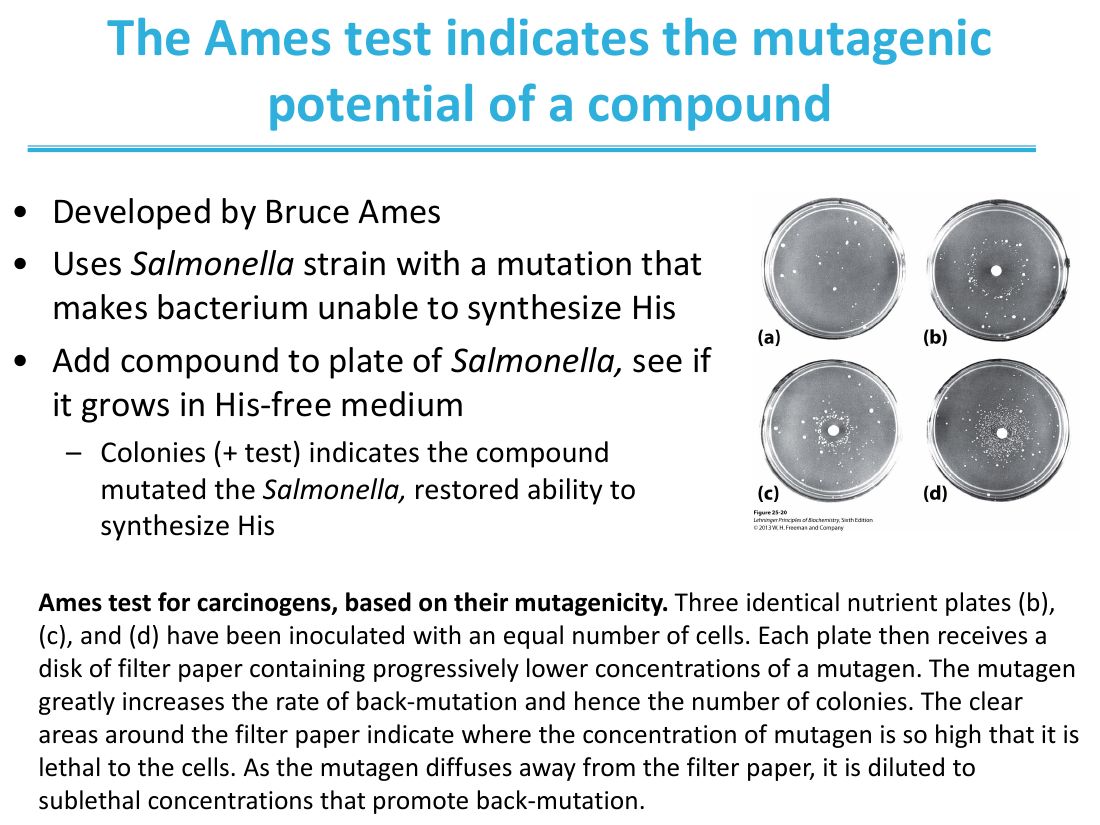 The Ames test indicates the mutagenic
potential of a compound
• Developed by Bruce Ames
• Uses Salmonella strain with a mutation that
makes bacterium unable to synthesize His
• Add compound to plate of Salmonella, see if
it grows in His-free medium
– Colonies (+ test) indicates the compound
mutated the Salmonella, restored ability to
synthesize His
(a)
(b)
(c)
(d)
Figure 25-20
Lehninger Principles of Biochemistry, Sixth Edition
© 2013 W. H. Freeman and Company
Ames test for carcinogens, based on their mutagenicity. Three identical nutrient plates (b),
(c), and (d) have been inoculated with an equal number of cells. Each plate then receives a
disk of filter paper containing progressively lower concentrations of a mutagen. The mutagen
greatly increases the rate of back-mutation and hence the number of colonies. The clear
areas around the filter paper indicate where the concentration of mutagen is so high that it is
lethal to the cells. As the mutagen diffuses away from the filter paper, it is diluted to
sublethal concentrations that promote back-mutation.